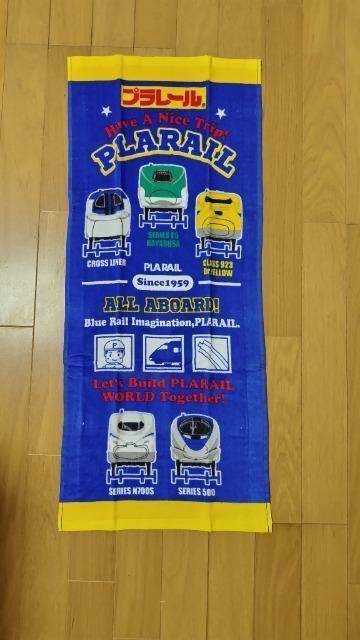 プラレール
Have A Nice Trip!
PLARAIL
SERIES E5
HAYABUSA
CROSS LINER
CLASS 923
Dr.YELLOW
PLARAIL
Since1959
ALL ABOARD!
Blue Rail Imagination,PLARAIL.
P
Let's Build PLARAIL
WORLD Together!
SERIES N700S
SERIES 500